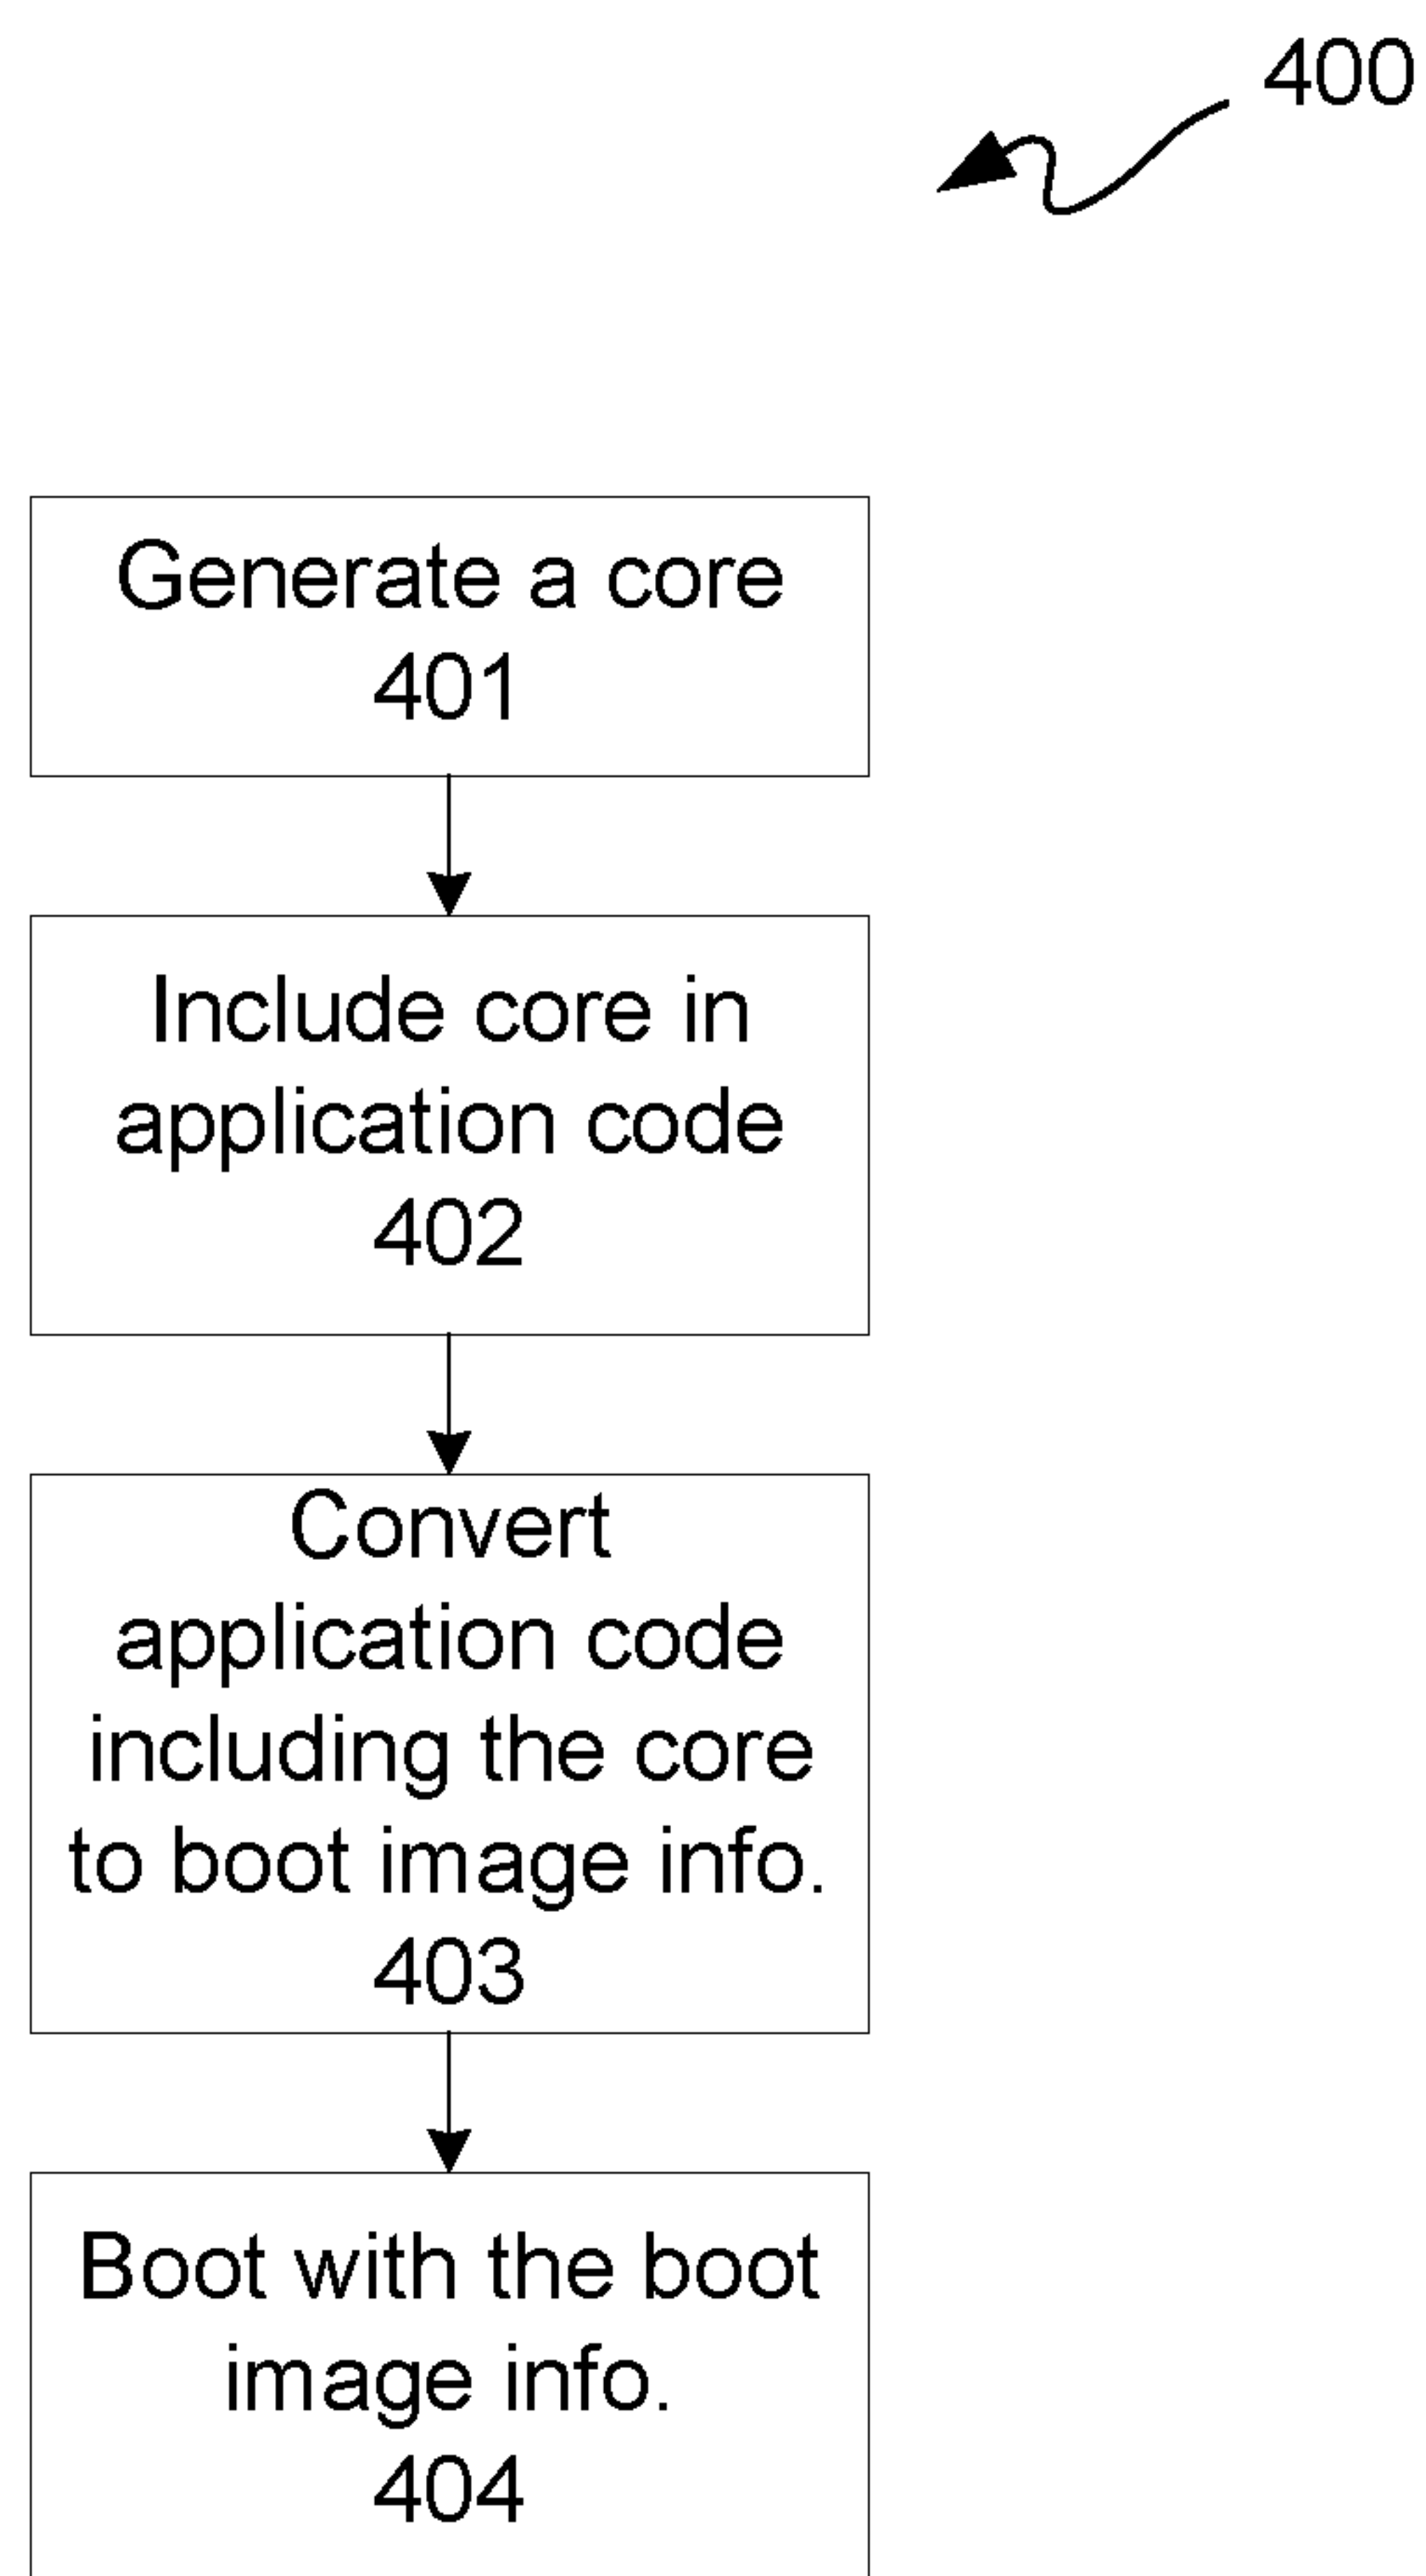 400
Generate a core
401
Include core in
application code
402
Convert
application code
including the core
to boot image info.
403
Boot with the boot
image info.
404